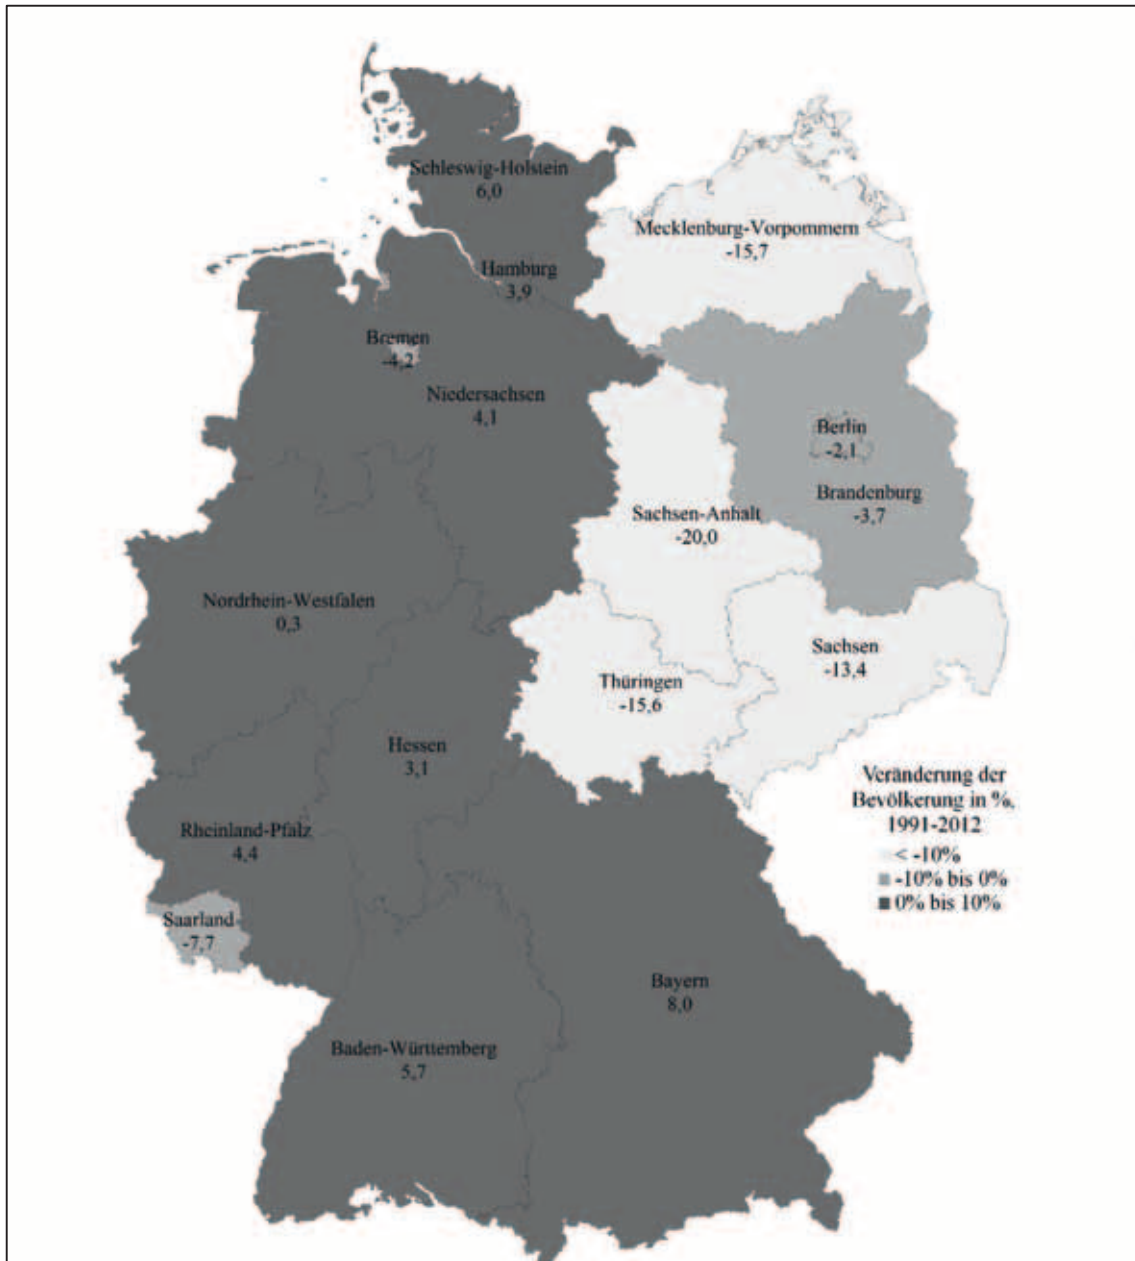 Schleswig-Holstein
6,0
Mecklenburg-Vorpommern
-15,7
Hamburg
3,9
Bremen
-4,2
Niedersachsen
4,1
Berlin
-2,1
Brandenburg
-3,7
Sachsen-Anhalt
-20,0
Nordrhein-Westfalen
0,3
Sachsen
-13,4
Thüringen
-15,6
Hessen
3,1
Rheinland-Pfalz
4,4
Saarland
-7,7
Bayern
8,0
Baden-Württemberg
5,7
Veränderung der
Bevölkerung in %,
1991-2012
< -10%
-10% bis 0%
0% bis 10%